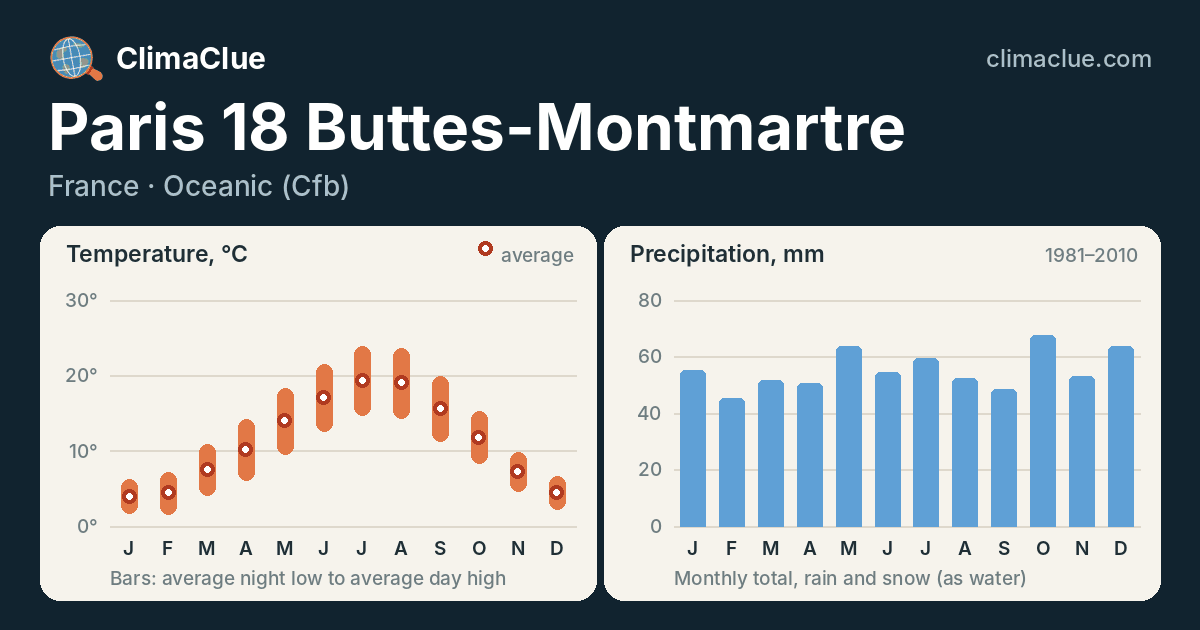 ClimaClue
climaclue.com
Paris 18 Buttes-Montmartre
France · Oceanic (Cfb)
Temperature, °C
average
30°
20°
10°
0°
J F M A M J J A S O N D
Bars: average night low to average day high
Precipitation, mm
1981–2010
80
60
40
20
0
J F M A M J J A S O N D
Monthly total, rain and snow (as water)